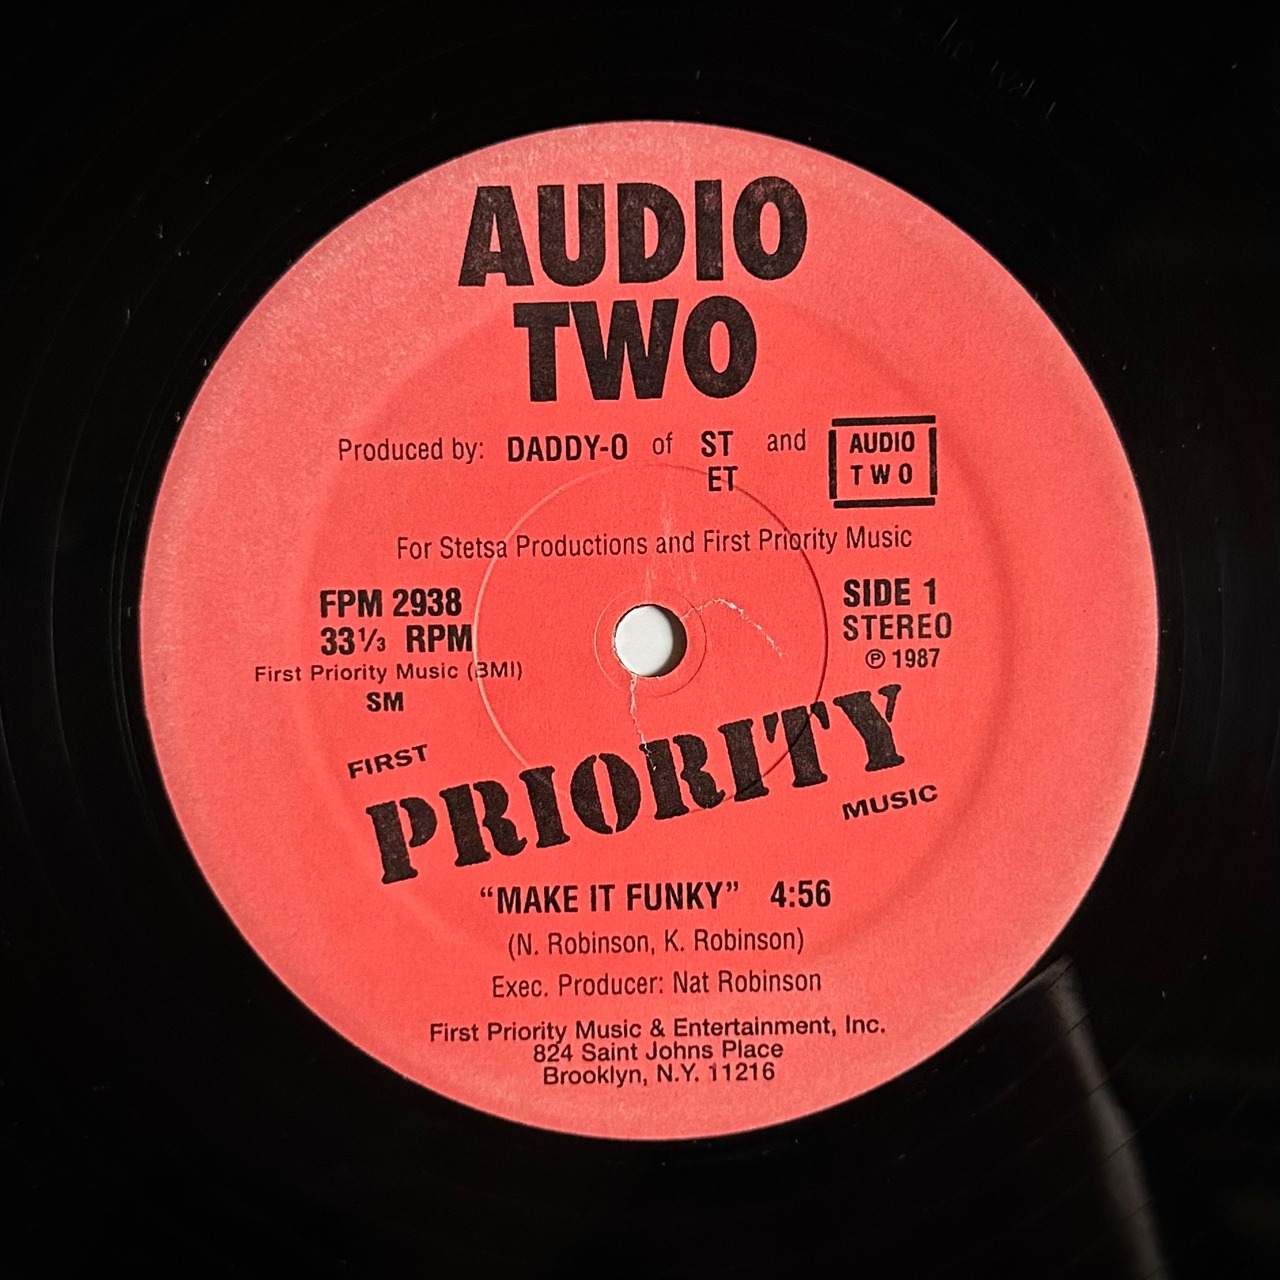 AUDIO
TWO
Produced by: DADDY-O of ST ET and AUDIO TWO
For Stetsa Productions and First Priority Music
FPM 2938
33 1/3 RPM
First Priority Music (BMI)
SM
SIDE 1
STEREO
℗ 1987
FIRST
PRIORITY
MUSIC
“MAKE IT FUNKY” 4:56
(N. Robinson, K. Robinson)
Exec. Producer: Nat Robinson
First Priority Music & Entertainment, Inc.
824 Saint Johns Place
Brooklyn, N.Y. 11216